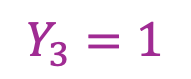 Y₃ = 1